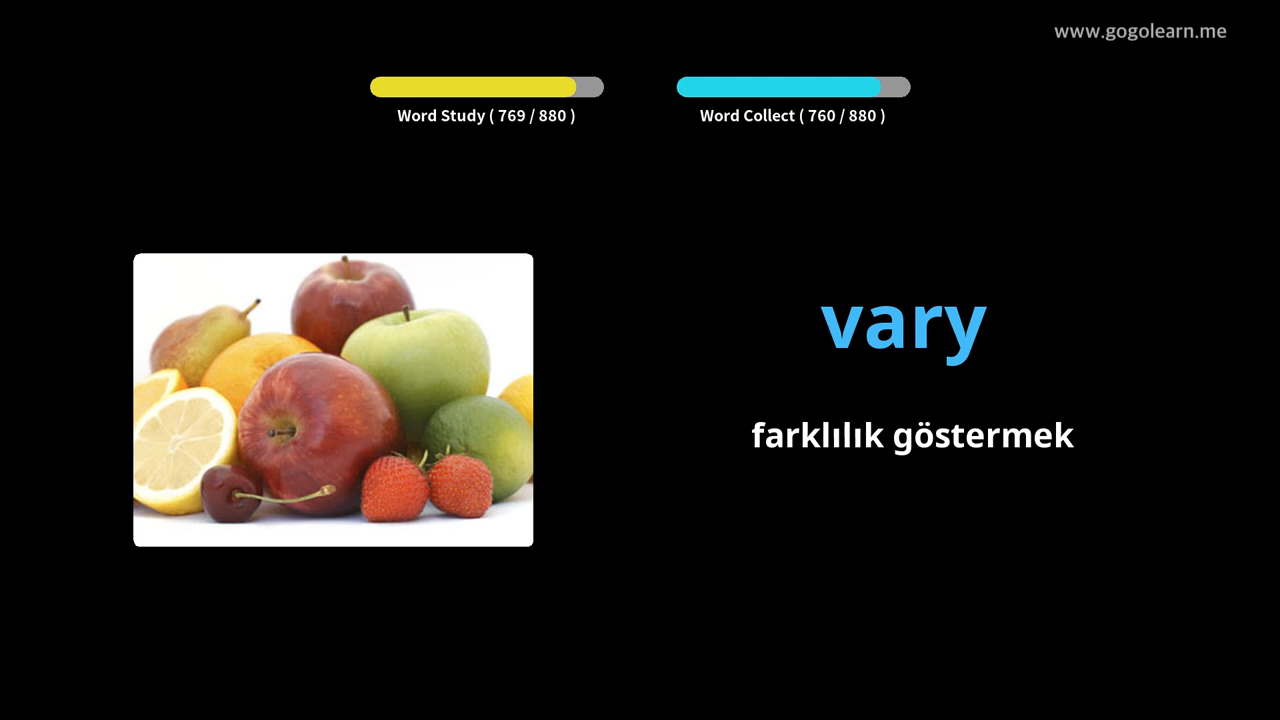 www.gogolearn.me
Word Study ( 769 / 880 )
Word Collect ( 760 / 880 )
vary
farklılık göstermek